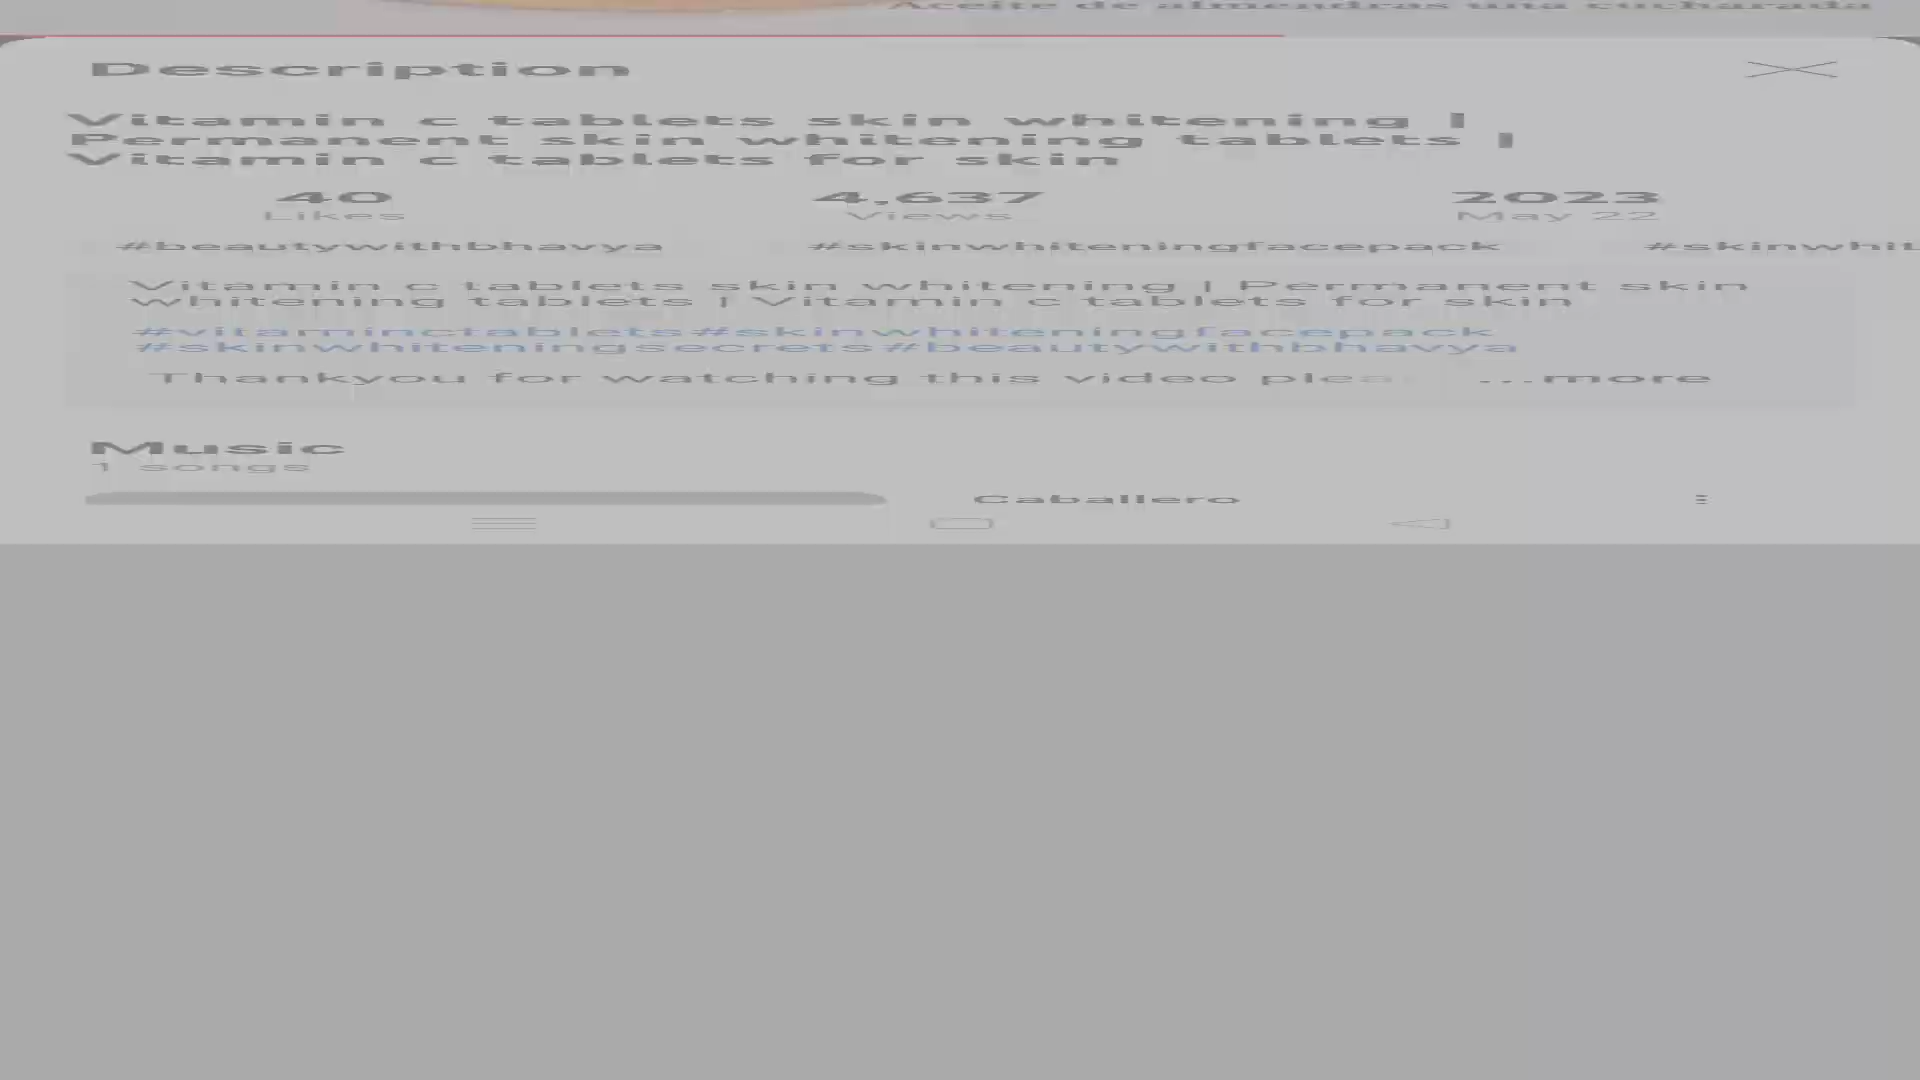 Aceite de almendras una cucharada
Description
Vitamin c tablets skin whitening |
Permanent skin whitening tablets |
Vitamin c tablets for skin
40 4,637 2023
Likes Views May 22
#beautywithbhavya #skinwhiteningfacepack #skinwhit
Vitamin c tablets skin whitening | Permanent skin
whitening tablets | Vitamin c tablets for skin
#vitaminctablets#skinwhiteningfacepack
#skinwhiteningsecrets#beautywithbhavya
Thankyou for watching this video plea ...more
Music
1 songs
Caballero